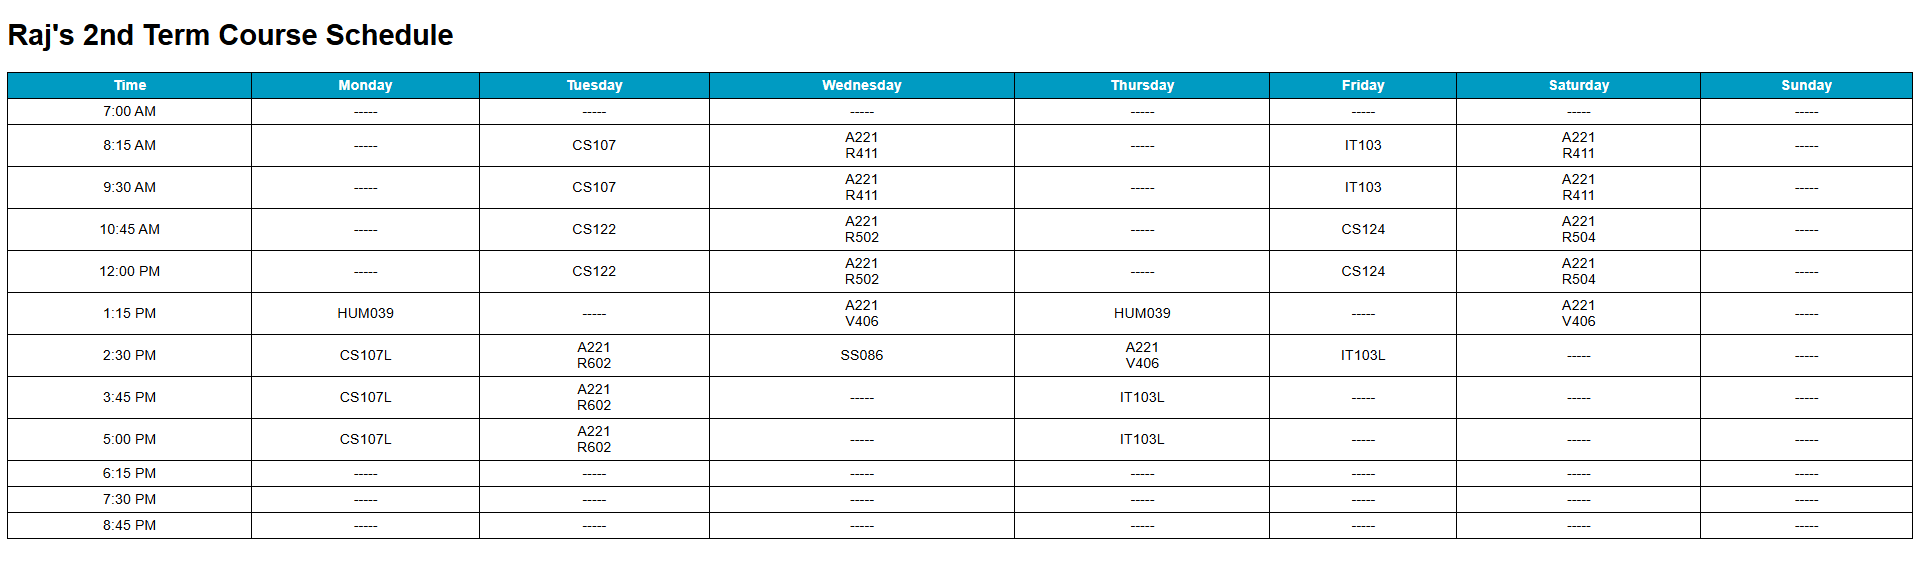 Raj's 2nd Term Course Schedule
Time Monday Tuesday Wednesday Thursday Friday Saturday Sunday
7:00 AM ----- ----- ----- ----- ----- ----- -----
8:15 AM ----- CS107 A221 R411 ----- IT103 A221 R411 -----
9:30 AM ----- CS107 A221 R411 ----- IT103 A221 R411 -----
10:45 AM ----- CS122 A221 R502 ----- CS124 A221 R504 -----
12:00 PM ----- CS122 A221 R502 ----- CS124 A221 R504 -----
1:15 PM HUM039 ----- A221 V406 HUM039 ----- A221 V406 -----
2:30 PM CS107L A221 R602 SS086 A221 V406 IT103L ----- -----
3:45 PM CS107L A221 R602 ----- IT103L ----- ----- -----
5:00 PM CS107L A221 R602 ----- IT103L ----- ----- -----
6:15 PM ----- ----- ----- ----- ----- ----- -----
7:30 PM ----- ----- ----- ----- ----- ----- -----
8:45 PM ----- ----- ----- ----- ----- ----- -----